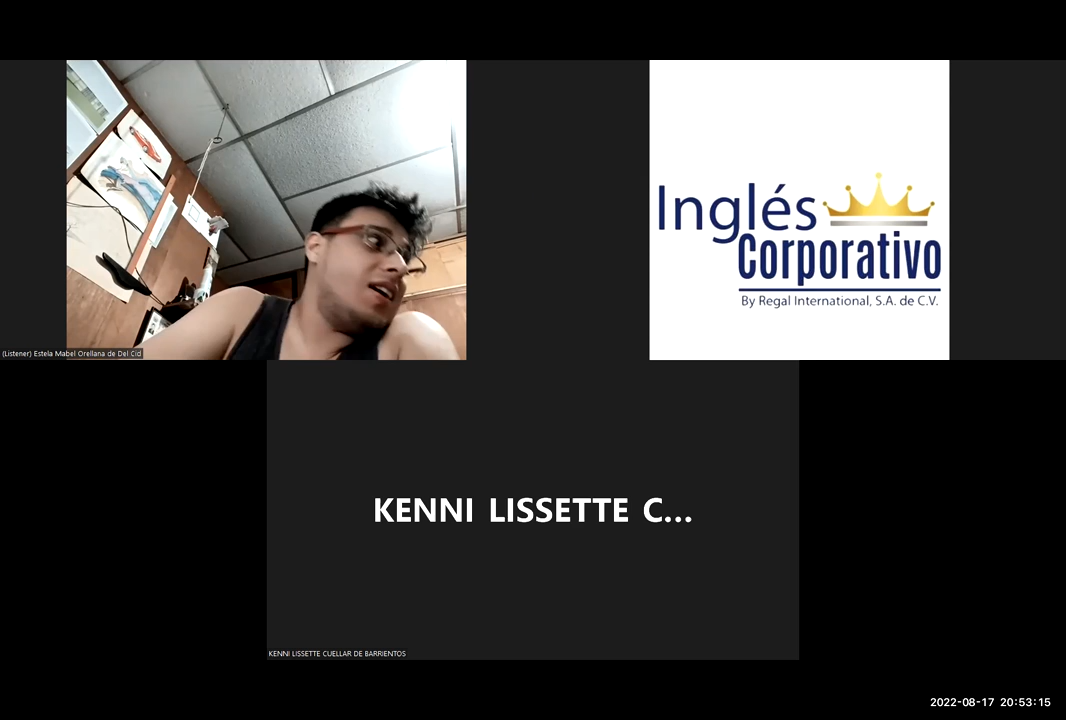 Inglés
Corporativo
By Regal International, S.A. de C.V.
(Listener) Estela Mabel Orellana de Del Cid
KENNI LISSETTE C...
KENNI LISSETTE CUELLAR DE BARRIENTOS
2022-08-17 20:53:15